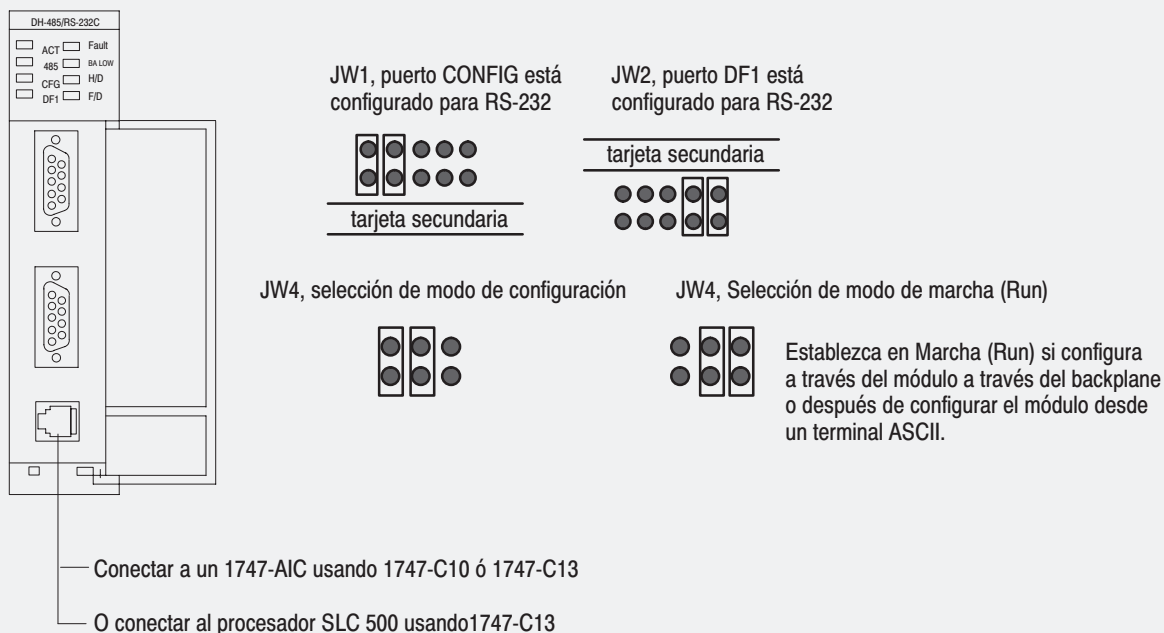 DH-485/RS-232C
ACT Fault
485 BA LOW
CFG H/D
DF1 F/D
JW1, puerto CONFIG está
configurado para RS-232
tarjeta secundaria
JW2, puerto DF1 está
configurado para RS-232
tarjeta secundaria
JW4, selección de modo de configuración
JW4, Selección de modo de marcha (Run)
Establezca en Marcha (Run) si configura
a través del módulo a través del backplane
o después de configurar el módulo desde
un terminal ASCII.
Conectar a un 1747-AIC usando 1747-C10 ó 1747-C13
O conectar al procesador SLC 500 usando1747-C13